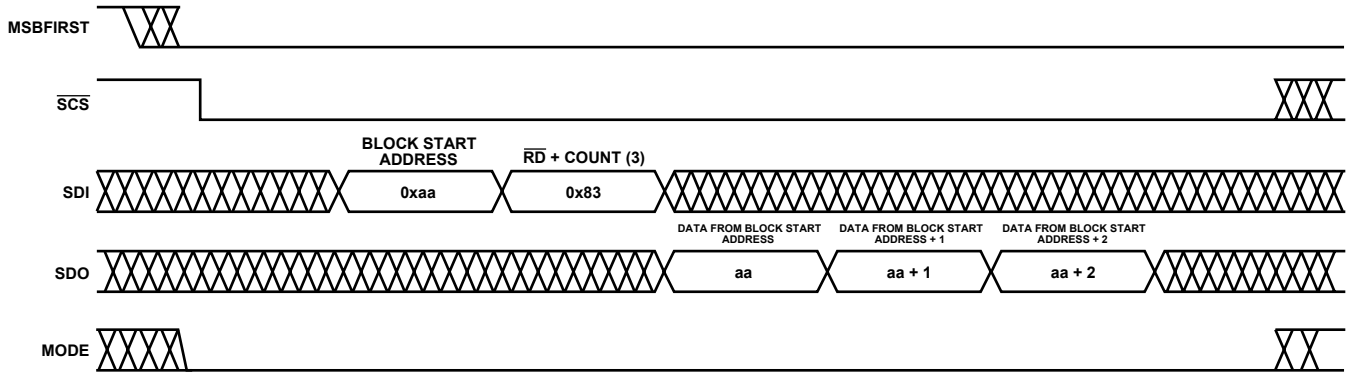 MSBFIRST
SCS
BLOCK START
ADDRESS
RD + COUNT (3)
SDI
0xaa
0x83
DATA FROM BLOCK START
ADDRESS
DATA FROM BLOCK START
ADDRESS + 1
DATA FROM BLOCK START
ADDRESS + 2
SDO
aa
aa + 1
aa + 2
MODE